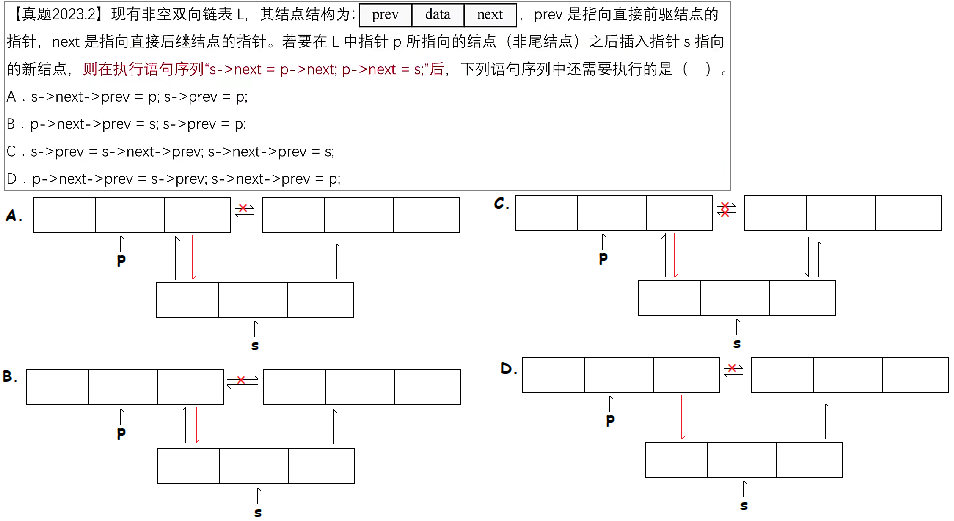 【真题2023.2】现有非空双向链表 L，其结点结构为: prev data next ，prev 是指向直接前驱结点的
指针，next 是指向直接后继结点的指针。若要在 L 中指针 p 所指向的结点（非尾结点）之后插入指针 s 指向
的新结点，则在执行语句序列“s->next = p->next; p->next = s;”后，下列语句序列中还需要执行的是（ ）。
A．s->next->prev = p; s->prev = p;
B．p->next->prev = s; s->prev = p;
C．s->prev = s->next->prev; s->next->prev = s;
D．p->next->prev = s->prev; s->next->prev = p;
A.
P
s
C.
P
s
B.
P
s
D.
P
s